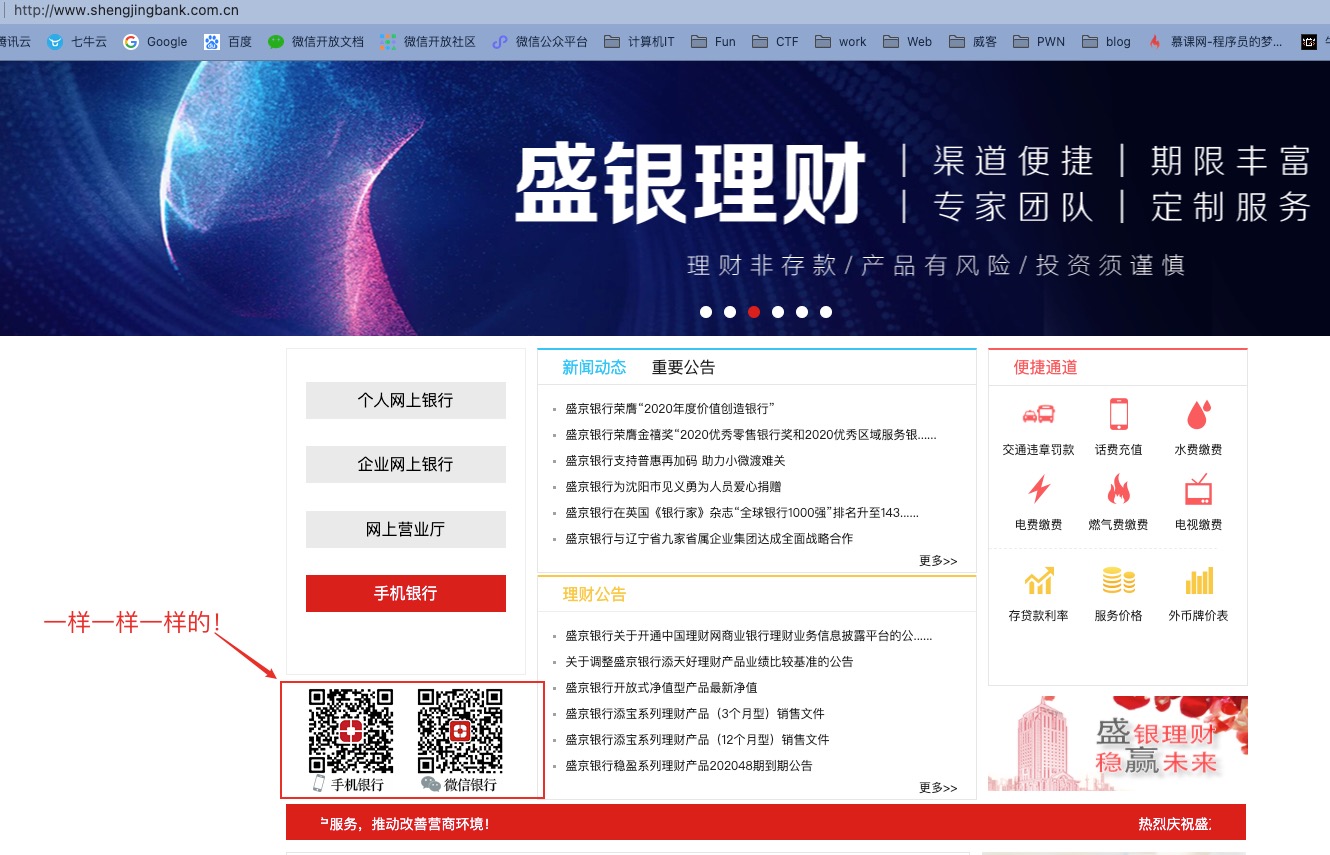 http://www.shengjingbank.com.cn
腾讯云 七牛云 Google 百度 微信开放文档 微信开放社区 微信公众平台 计算机IT Fun CTF work Web 威客 PWN blog 慕课网-程序员的梦...
盛银理财
渠道便捷 | 期限丰富
专家团队 | 定制服务
理财非存款/产品有风险/投资须谨慎
个人网上银行
企业网上银行
网上营业厅
手机银行
一样一样一样的！
手机银行 微信银行
新闻动态 重要公告
盛京银行荣膺“2020年度价值创造银行”
盛京银行荣膺金禧奖“2020优秀零售银行奖和2020优秀区域服务银......
盛京银行支持普惠再加码 助力小微渡难关
盛京银行为沈阳市见义勇为人员爱心捐赠
盛京银行在英国《银行家》杂志“全球银行1000强”排名升至143......
盛京银行与辽宁省九家省属企业集团达成全面战略合作
更多>>
理财公告
盛京银行关于开通中国理财网商业银行理财业务信息披露平台的公......
关于调整盛京银行添天好理财产品业绩比较基准的公告
盛京银行开放式净值型产品最新净值
盛京银行添宝系列理财产品（3个月型）销售文件
盛京银行添宝系列理财产品（12个月型）销售文件
盛京银行稳盈系列理财产品202048期到期公告
更多>>
便捷通道
交通违章罚款 话费充值 水费缴费
电费缴费 燃气费缴费 电视缴费
存贷款利率 服务价格 外币牌价表
盛银理财
稳赢未来
服务，推动改善营商环境！ 热烈庆祝盛